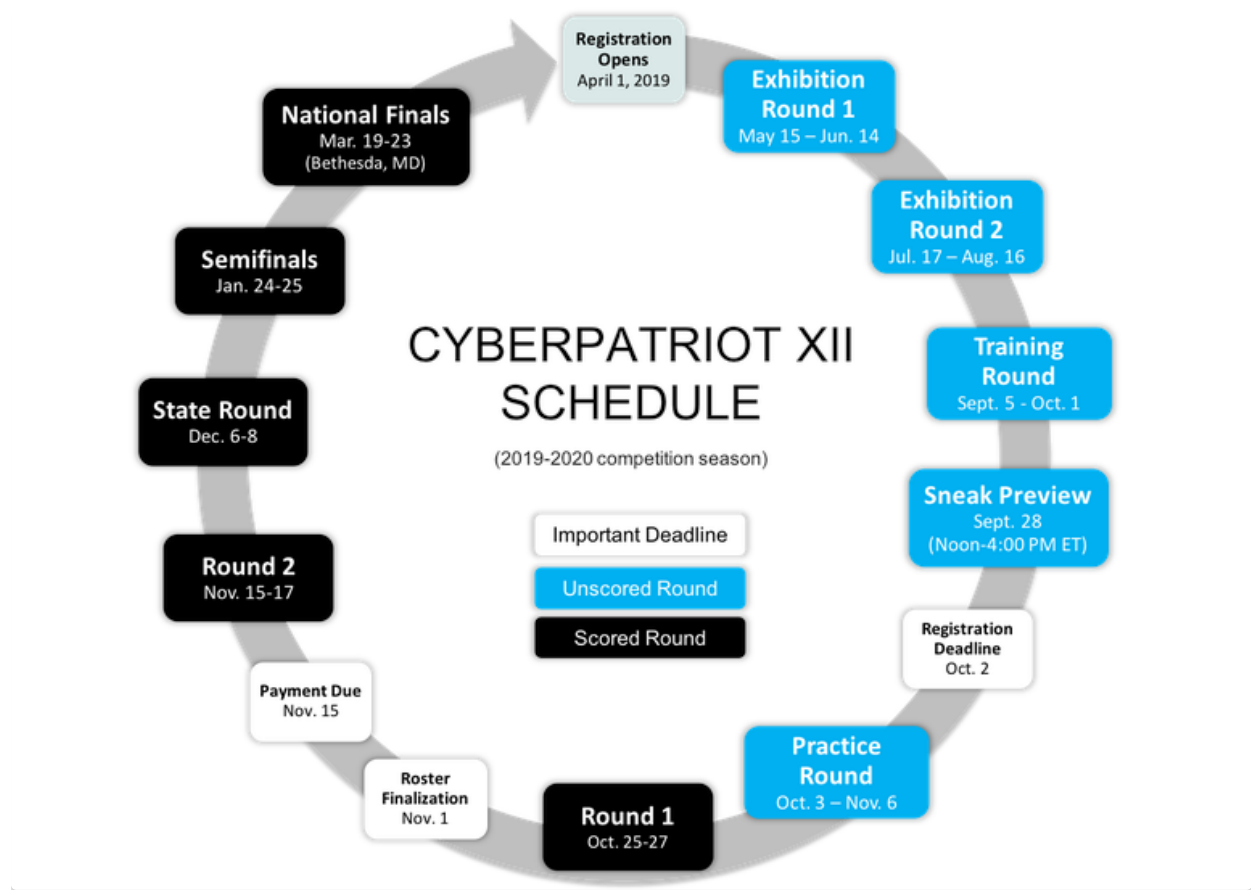 Registration
Opens
April 1, 2019
Exhibition
Round 1
May 15 – Jun. 14
Exhibition
Round 2
Jul. 17 – Aug. 16
Training
Round
Sept. 5 - Oct. 1
Sneak Preview
Sept. 28
(Noon-4:00 PM ET)
Registration
Deadline
Oct. 2
Practice
Round
Oct. 3 – Nov. 6
Round 1
Oct. 25-27
Roster
Finalization
Nov. 1
Payment Due
Nov. 15
Round 2
Nov. 15-17
State Round
Dec. 6-8
Semifinals
Jan. 24-25
National Finals
Mar. 19-23
(Bethesda, MD)
CYBERPATRIOT XII
SCHEDULE
(2019-2020 competition season)
Important Deadline
Unscored Round
Scored Round